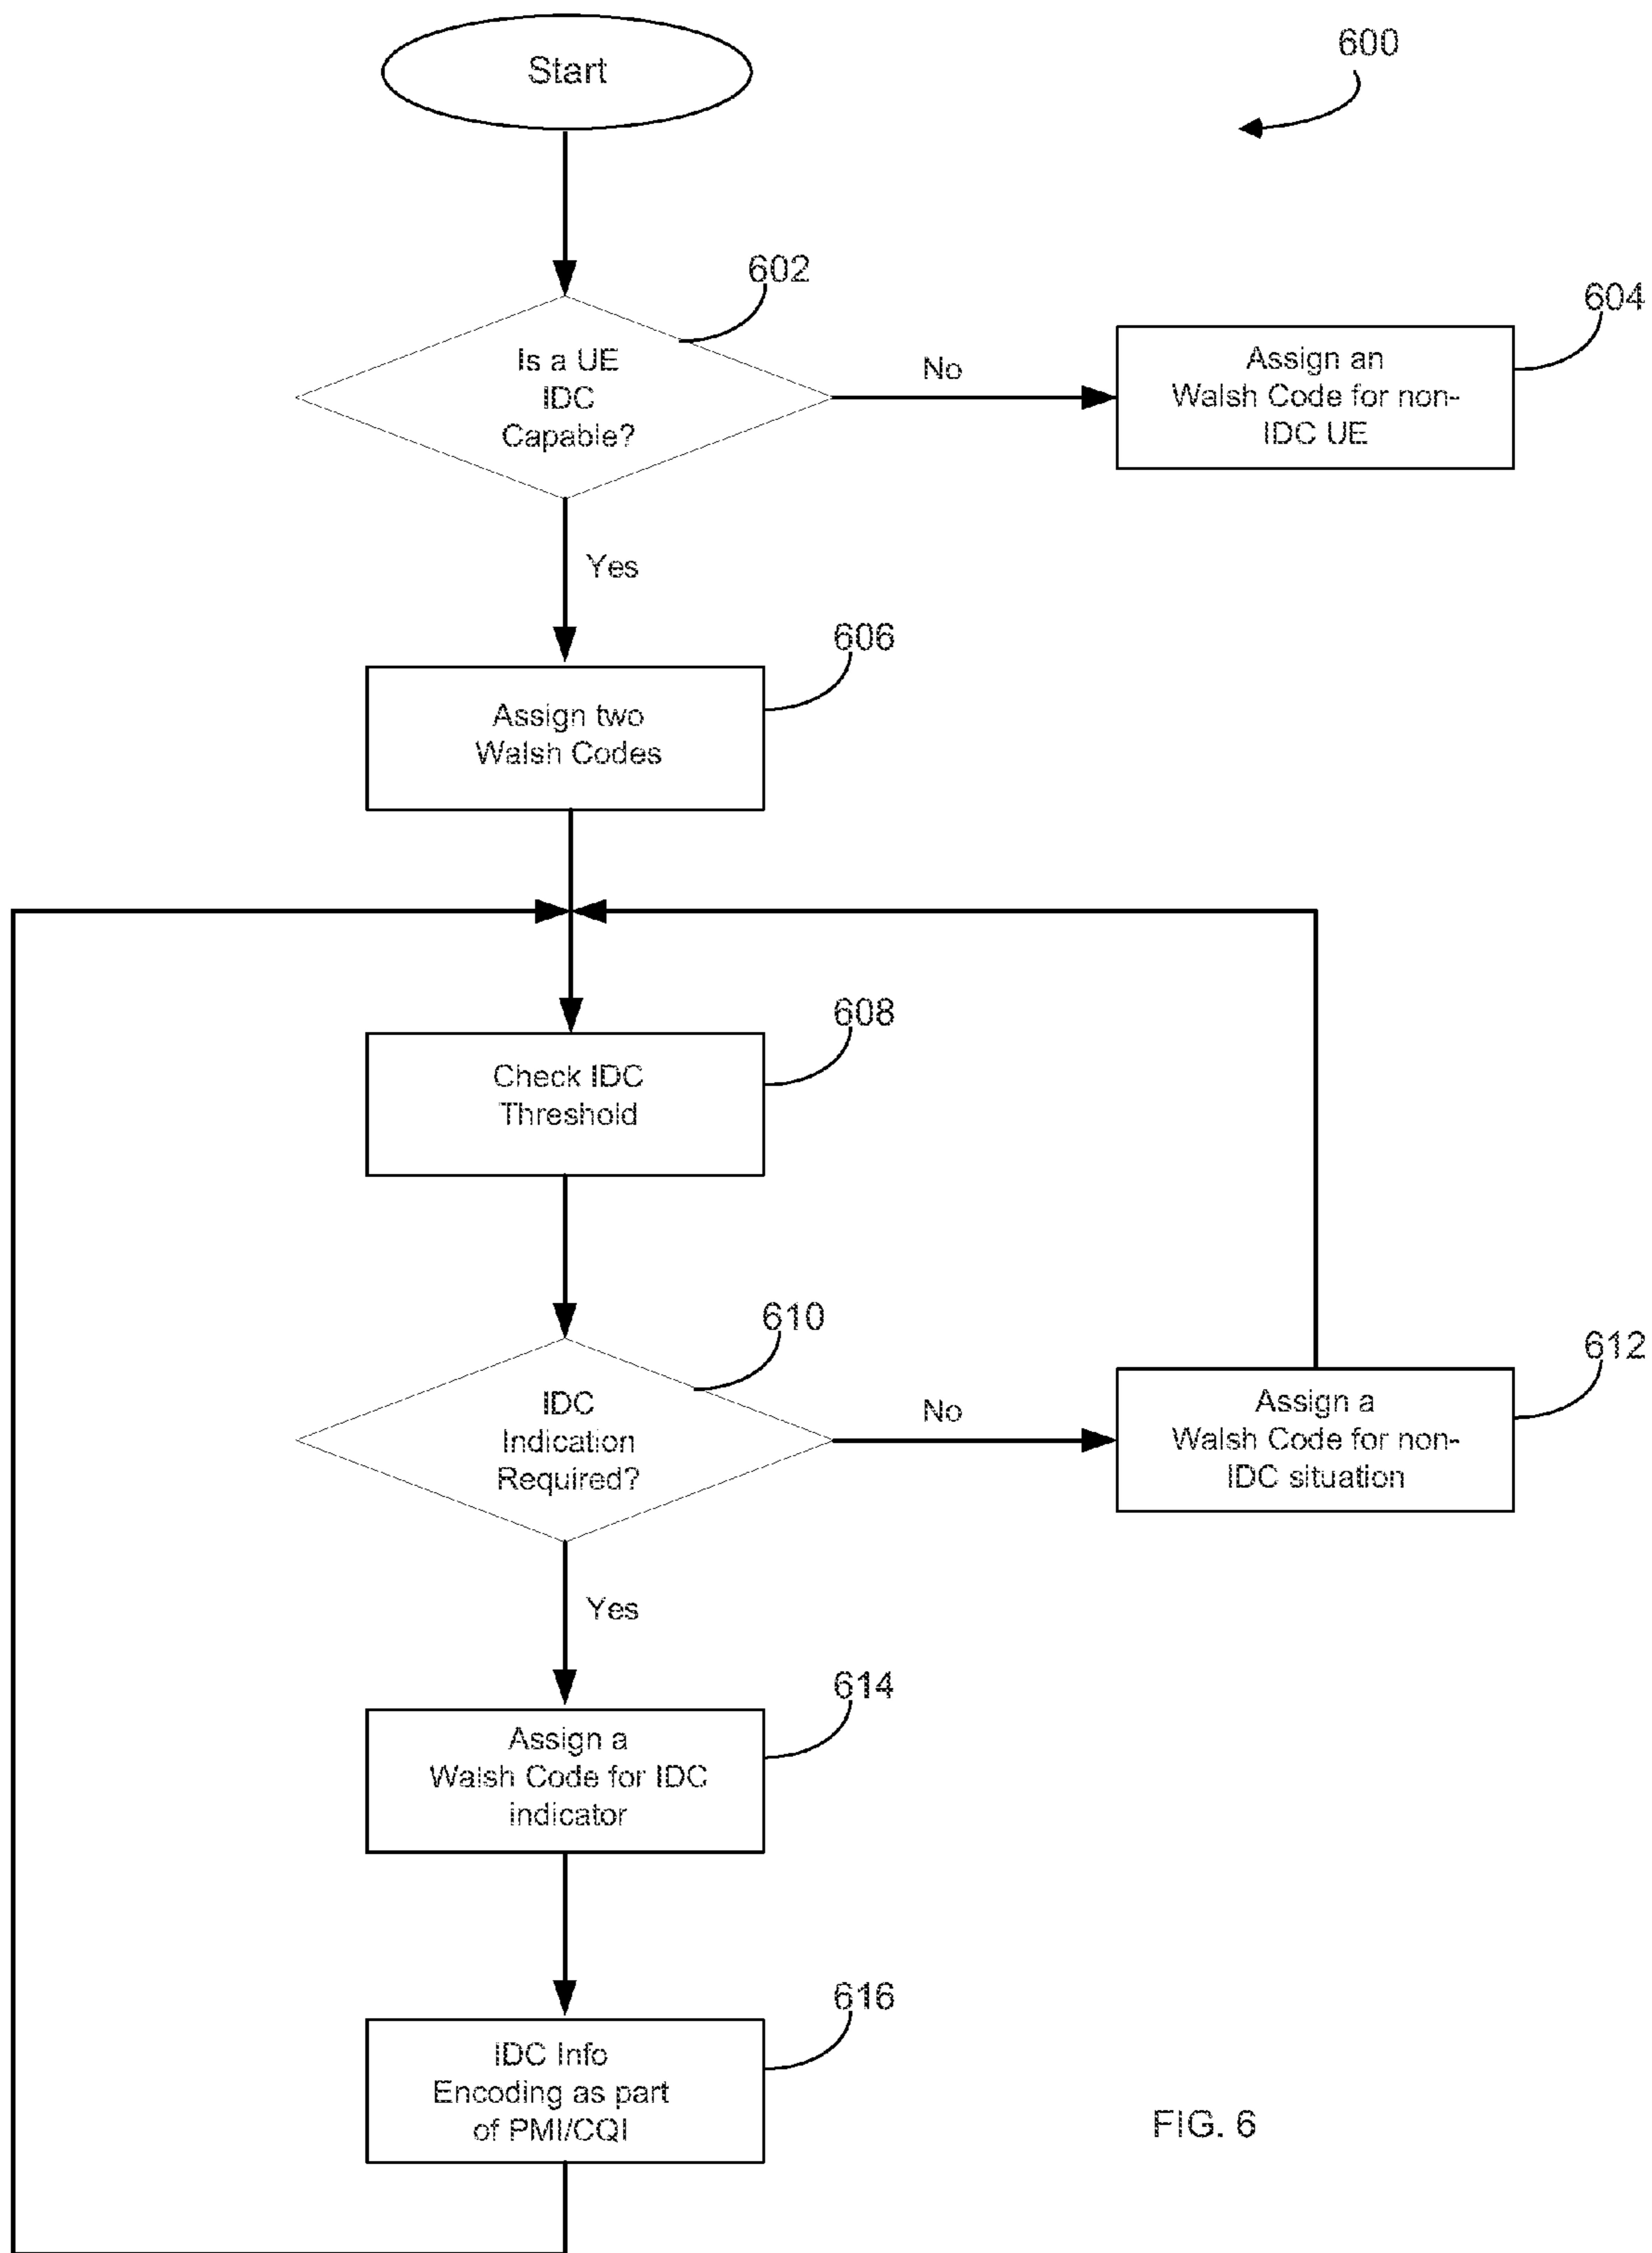 Start
600
602
Is a UE
IDC
Capable?
No
604
Assign an
Walsh Code for non-
IDC UE
Yes
606
Assign two
Walsh Codes
608
Check IDC
Threshold
610
IDC
Indication
Required?
No
612
Assign a
Walsh Code for non-
IDC situation
Yes
614
Assign a
Walsh Code for IDC
indicator
616
IDC Info
Encoding as part
of PMI/CQI
FIG. 6